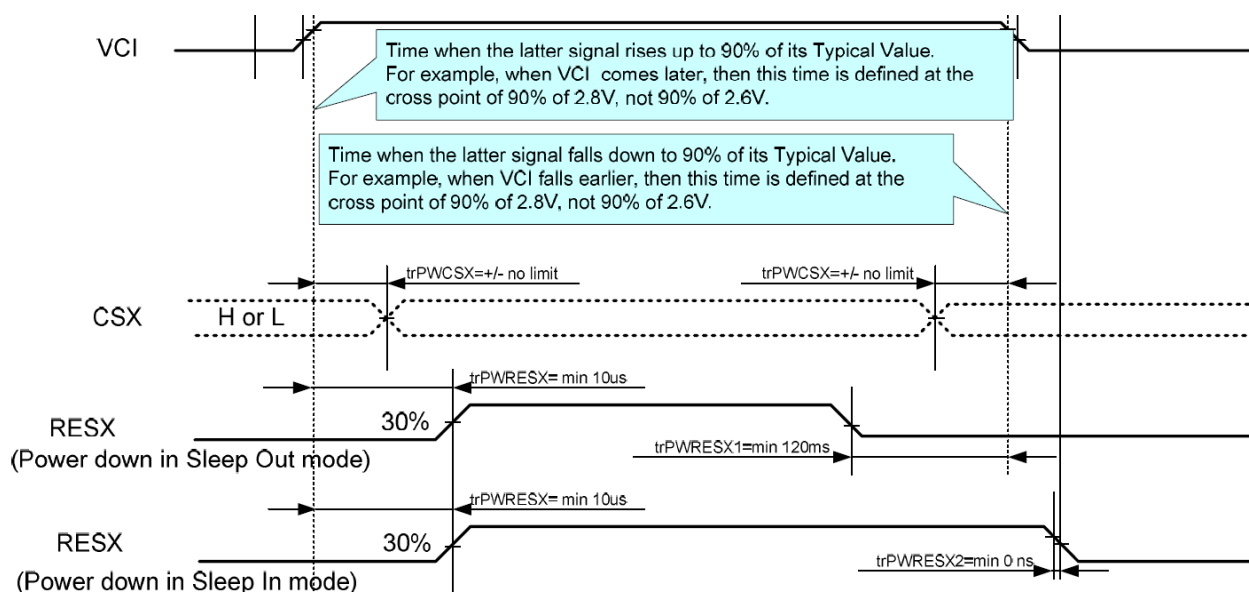 VCI
Time when the latter signal rises up to 90% of its Typical Value.
For example, when VCI comes later, then this time is defined at the
cross point of 90% of 2.8V, not 90% of 2.6V.
Time when the latter signal falls down to 90% of its Typical Value.
For example, when VCI falls earlier, then this time is defined at the
cross point of 90% of 2.8V, not 90% of 2.6V.
trPWCSX=+/- no limit
trPWCSX=+/- no limit
CSX
H or L
trPWRESX= min 10us
RESX
30%
(Power down in Sleep Out mode)
trPWRESX1=min 120ms
trPWRESX= min 10us
RESX
30%
(Power down in Sleep In mode)
trPWRESX2=min 0 ns